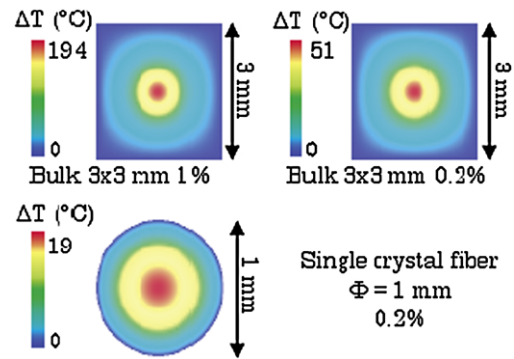 ΔT (°C)
194
0
3 mm
Bulk 3x3 mm 1%
ΔT (°C)
51
0
3 mm
Bulk 3x3 mm 0.2%
ΔT (°C)
19
0
1 mm
Single crystal fiber
Φ = 1 mm
0.2%